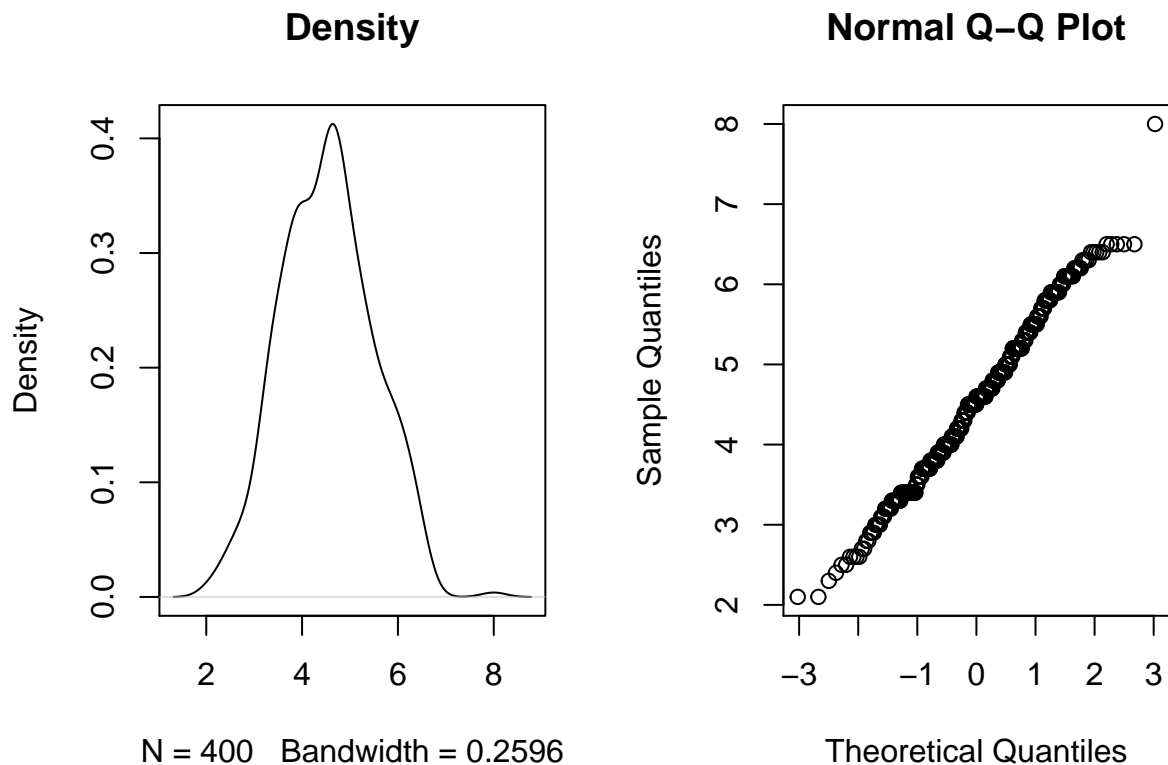 Density
Density
0.0 0.1 0.2 0.3 0.4
2 4 6 8
N = 400 Bandwidth = 0.2596
Normal Q−Q Plot
Sample Quantiles
2 3 4 5 6 7 8
−3 −1 0 1 2 3
Theoretical Quantiles